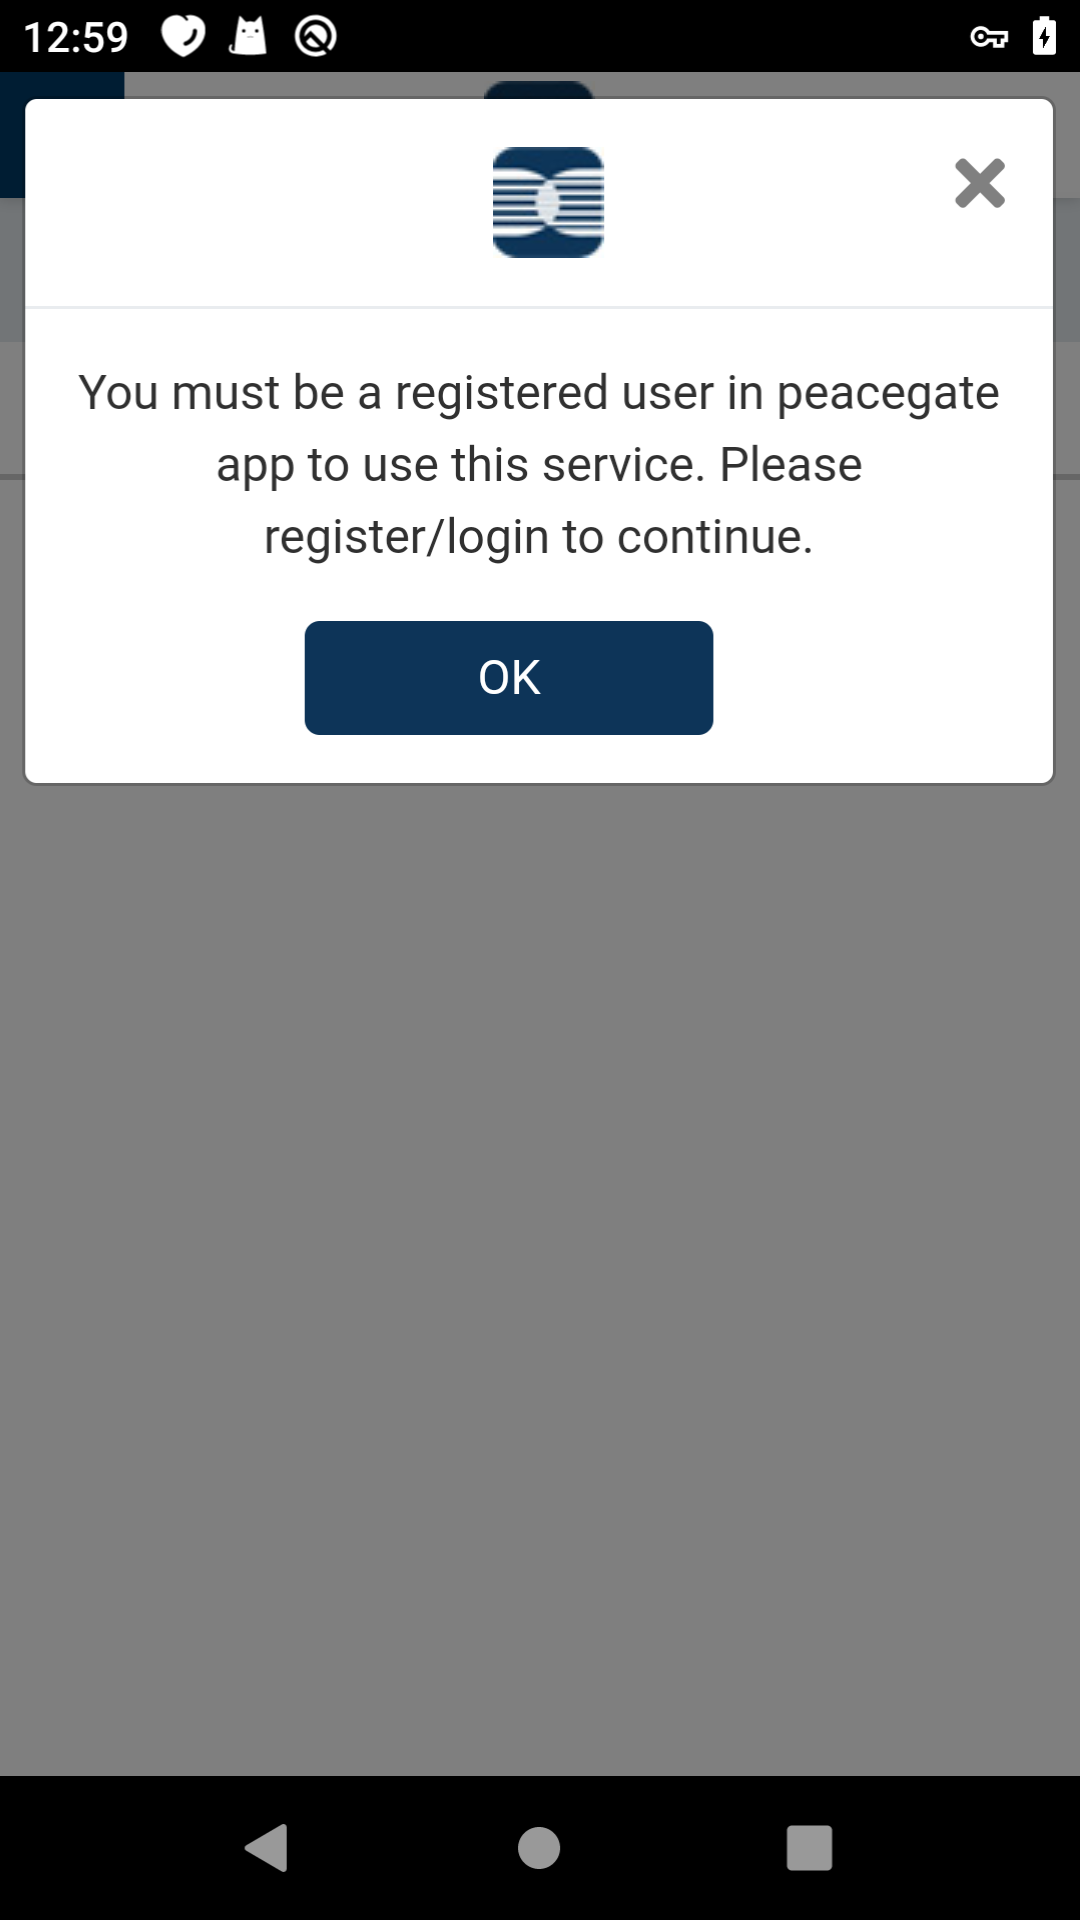 12:59
You must be a registered user in peacegate
app to use this service. Please
register/login to continue.
OK